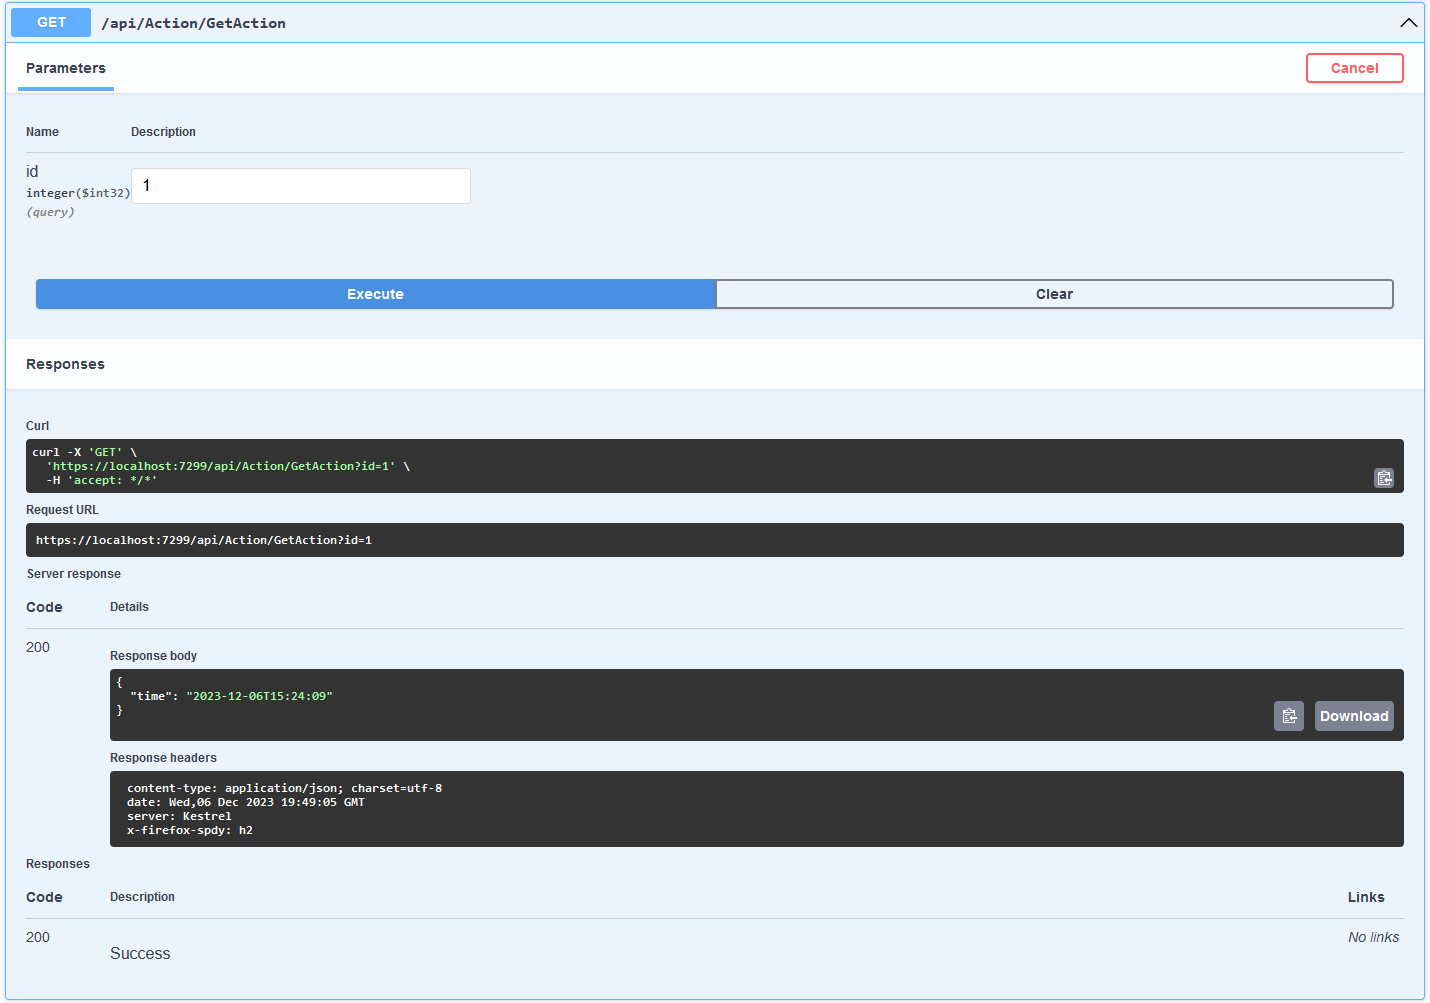 GET /api/Action/GetAction
Parameters
Cancel
Name Description
id
integer($int32)
(query)
1
Execute Clear
Responses
Curl
curl -X 'GET' \
'https://localhost:7299/api/Action/GetAction?id=1' \
-H 'accept: */*'
Request URL
https://localhost:7299/api/Action/GetAction?id=1
Server response
Code Details
200
Response body
{
"time": "2023-12-06T15:24:09"
}
Download
Response headers
content-type: application/json; charset=utf-8
date: Wed,06 Dec 2023 19:49:05 GMT
server: Kestrel
x-firefox-spdy: h2
Responses
Code Description Links
200 No links
Success